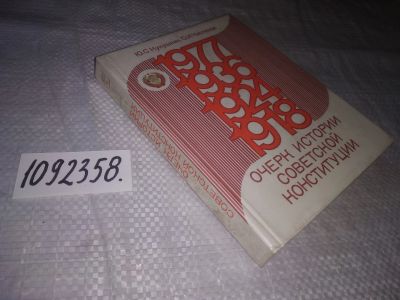 Ю.С. Кукушкин, О.И. Чистяков
1977
1936
1924
1918
ОЧЕРК ИСТОРИИ
СОВЕТСКОЙ
КОНСТИТУЦИИ
1092358.